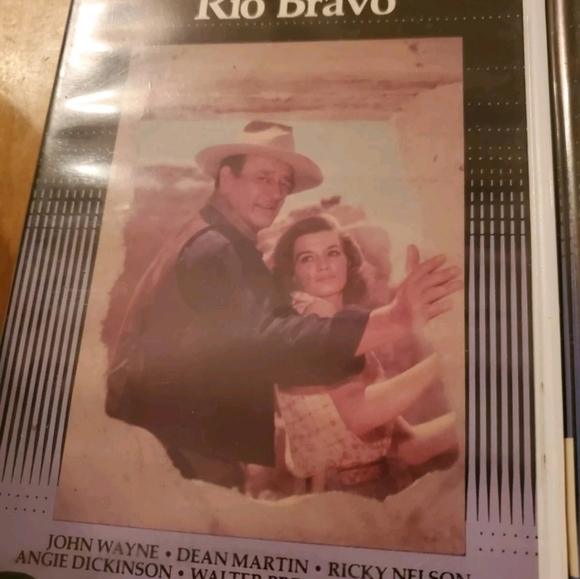 Rio Bravo
JOHN WAYNE • DEAN MARTIN • RICKY NELSON
ANGIE DICKINSON • WALTER